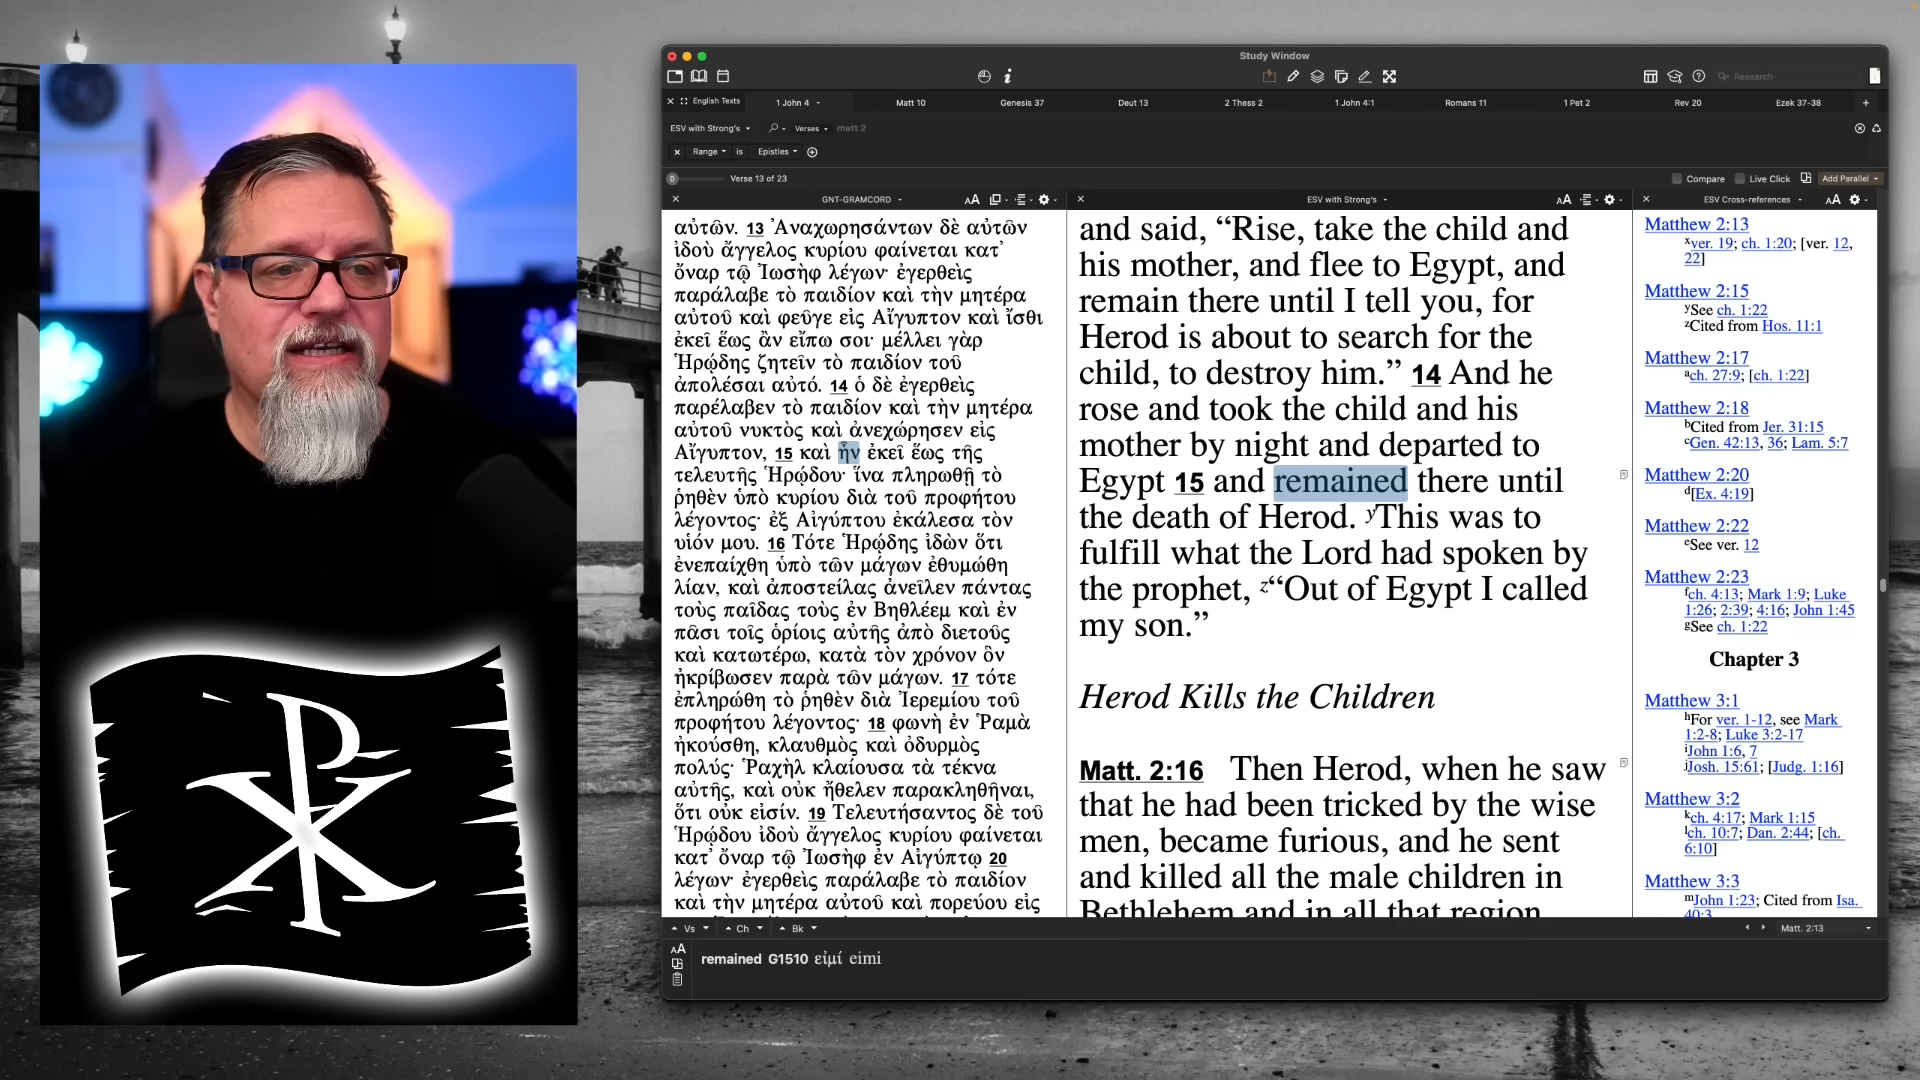 Study Window
Research
English Texts
1 John 4
Matt 10
Genesis 37
Deut 13
2 Thess 2
1 John 4:1
Romans 11
1 Pet 2
Rev 20
Ezek 37-38
ESV with Strong's
Verses
matt 2
Range
is
Epistles
0
Verse 13 of 23
Compare
Live Click
Add Parallel
GNT-GRAMCORD
αὐτῶν. 13 Ἀναχωρησάντων δὲ αὐτῶν
ἰδοὺ ἄγγελος κυρίου φαίνεται κατ’
ὄναρ τῷ Ἰωσὴφ λέγων· ἐγερθεὶς
παράλαβε τὸ παιδίον καὶ τὴν μητέρα
αὐτοῦ καὶ φεῦγε εἰς Αἴγυπτον καὶ ἴσθι
ἐκεῖ ἕως ἂν εἴπω σοι· μέλλει γὰρ
Ἡρῴδης ζητεῖν τὸ παιδίον τοῦ
ἀπολέσαι αὐτό. 14 ὁ δὲ ἐγερθεὶς
παρέλαβεν τὸ παιδίον καὶ τὴν μητέρα
αὐτοῦ νυκτὸς καὶ ἀνεχώρησεν εἰς
Αἴγυπτον, 15 καὶ ἦν ἐκεῖ ἕως τῆς
τελευτῆς Ἡρῴδου· ἵνα πληρωθῇ τὸ
ῥηθὲν ὑπὸ κυρίου διὰ τοῦ προφήτου
λέγοντος· ἐξ Αἰγύπτου ἐκάλεσα τὸν
υἱόν μου. 16 Τότε Ἡρῴδης ἰδὼν ὅτι
ἐνεπαίχθη ὑπὸ τῶν μάγων ἐθυμώθη
λίαν, καὶ ἀποστείλας ἀνεῖλεν πάντας
τοὺς παῖδας τοὺς ἐν Βηθλέεμ καὶ ἐν
πᾶσι τοῖς ὁρίοις αὐτῆς ἀπὸ διετοῦς
καὶ κατωτέρω, κατὰ τὸν χρόνον ὃν
ἠκρίβωσεν παρὰ τῶν μάγων. 17 τότε
ἐπληρώθη τὸ ῥηθὲν διὰ Ἰερεμίου τοῦ
προφήτου λέγοντος· 18 φωνὴ ἐν Ῥαμὰ
ἠκούσθη, κλαυθμὸς καὶ ὀδυρμὸς
πολύς· Ῥαχὴλ κλαίουσα τὰ τέκνα
αὐτῆς, καὶ οὐκ ἤθελεν παρακληθῆναι,
ὅτι οὐκ εἰσίν. 19 Τελευτήσαντος δὲ τοῦ
Ἡρῴδου ἰδοὺ ἄγγελος κυρίου φαίνεται
κατ’ ὄναρ τῷ Ἰωσὴφ ἐν Αἰγύπτῳ 20
λέγων· ἐγερθεὶς παράλαβε τὸ παιδίον
καὶ τὴν μητέρα αὐτοῦ καὶ πορεύου εἰς
ESV with Strong's
and said, “Rise, take the child and
his mother, and flee to Egypt, and
remain there until I tell you, for
Herod is about to search for the
child, to destroy him.” 14 And he
rose and took the child and his
mother by night and departed to
Egypt 15 and remained there until
the death of Herod. yThis was to
fulfill what the Lord had spoken by
the prophet, z“Out of Egypt I called
my son.”
Herod Kills the Children
Matt. 2:16 Then Herod, when he saw
that he had been tricked by the wise
men, became furious, and he sent
and killed all the male children in
Bethlehem and in all that region
ESV Cross-references
Matthew 2:13
xver. 19; ch. 1:20; [ver. 12,
22]
Matthew 2:15
ySee ch. 1:22
zCited from Hos. 11:1
Matthew 2:17
ach. 27:9; [ch. 1:22]
Matthew 2:18
bCited from Jer. 31:15
cGen. 42:13, 36; Lam. 5:7
Matthew 2:20
d[Ex. 4:19]
Matthew 2:22
eSee ver. 12
Matthew 2:23
fch. 4:13; Mark 1:9; Luke
1:26; 2:39; 4:16; John 1:45
gSee ch. 1:22
Chapter 3
Matthew 3:1
hFor ver. 1-12, see Mark
1:2-8; Luke 3:2-17
iJohn 1:6, 7
jJosh. 15:61; [Judg. 1:16]
Matthew 3:2
kch. 4:17; Mark 1:15
lch. 10:7; Dan. 2:44; [ch.
6:10]
Matthew 3:3
mJohn 1:23; Cited from Isa.
40:3
Vs
Ch
Bk
Matt. 2:13
remained G1510 εἰμί eimi